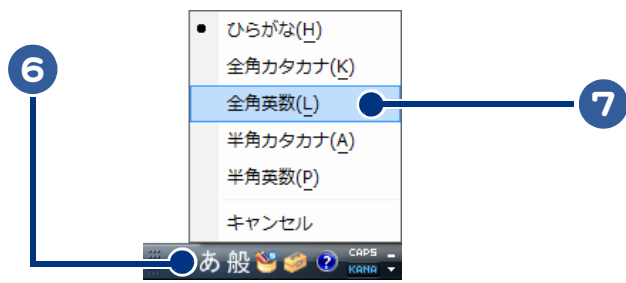 ひらがな(H)
全角カタカナ(K)
6
全角英数(L)
7
半角カタカナ(A)
半角英数(P)
キャンセル
あ 般 ? CAPS
KANA